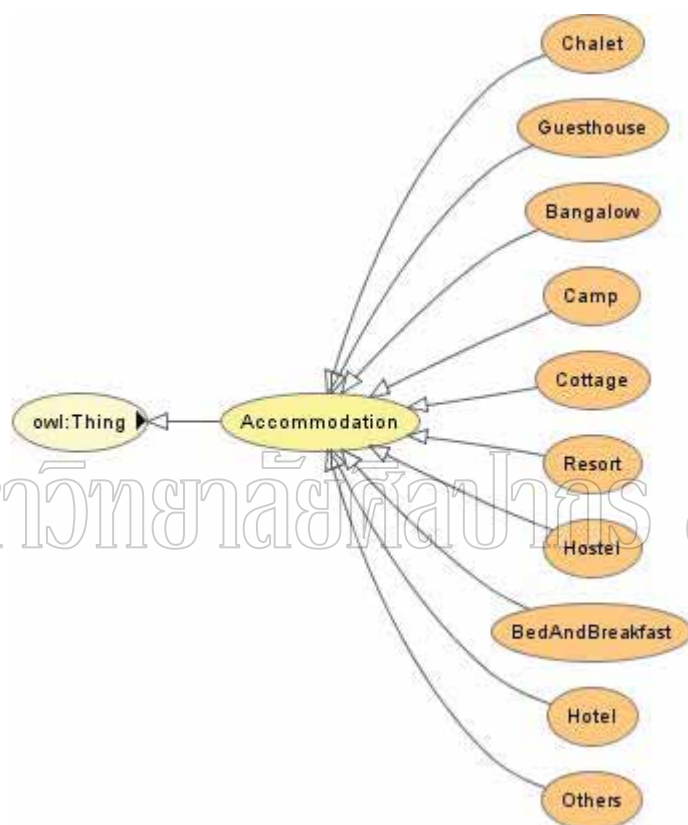 Chalet
Guesthouse
Bangalow
Camp
owl:Thing
Accommodation
Cottage
Resort
Hostel
BedAndBreakfast
Hotel
Others